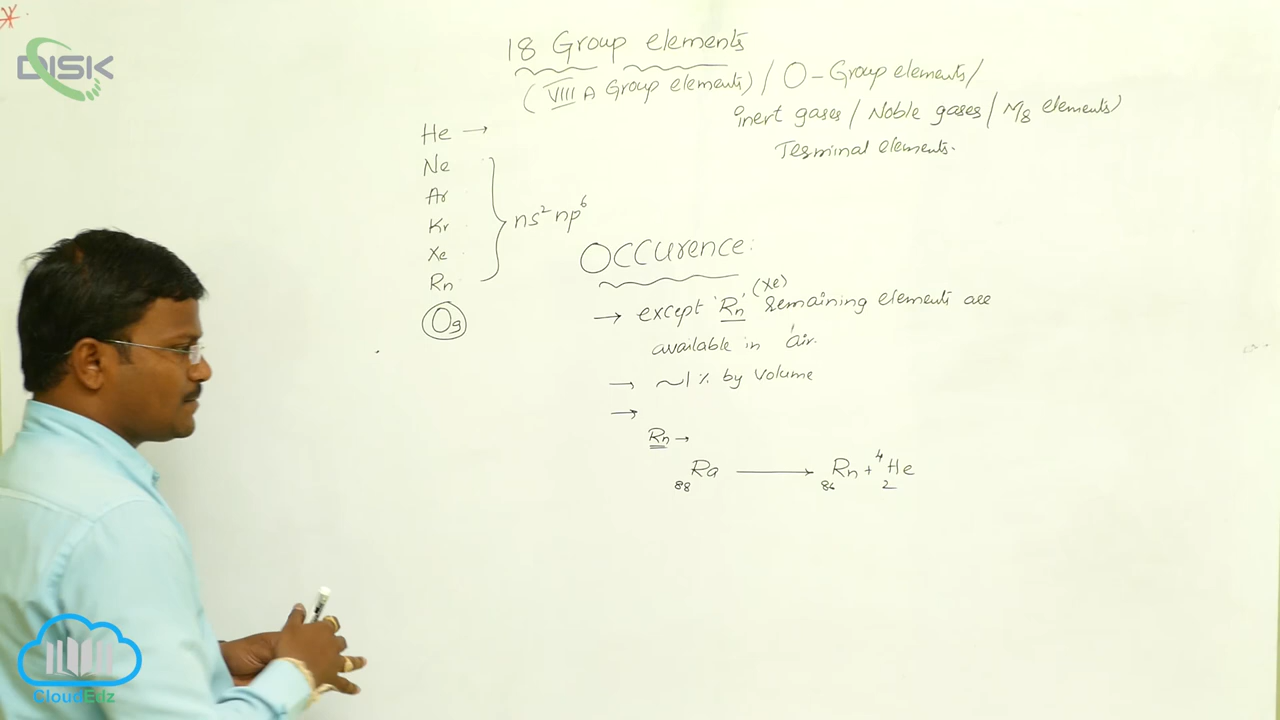 DISK
18 Group elements
(VIII A Group elements) / O-Group elements/
inert gases / Noble gases / M8 elements
Terminal elements.
He →
Ne
Ar
Kr
Xe
Rn
Og
ns² np⁶
Occurence:
→ except 'Rn' (Xe) remaining elements are
available in 'air.
→ ~1% by volume
→
Rn →
₈₈Ra ⟶ ₈₆Rn + ⁴₂He
CloudEdz